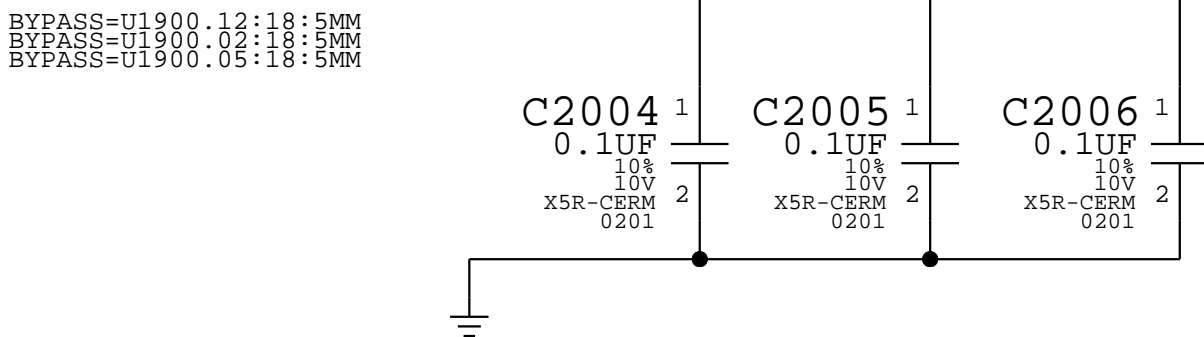 BYPASS=U1900.12:18:5MM
BYPASS=U1900.02:18:5MM
BYPASS=U1900.05:18:5MM
C2004 1
0.1UF
10%
10V
X5R-CERM
0201
2
C2005 1
0.1UF
10%
10V
X5R-CERM
0201
2
C2006 1
0.1UF
10%
10V
X5R-CERM
0201
2